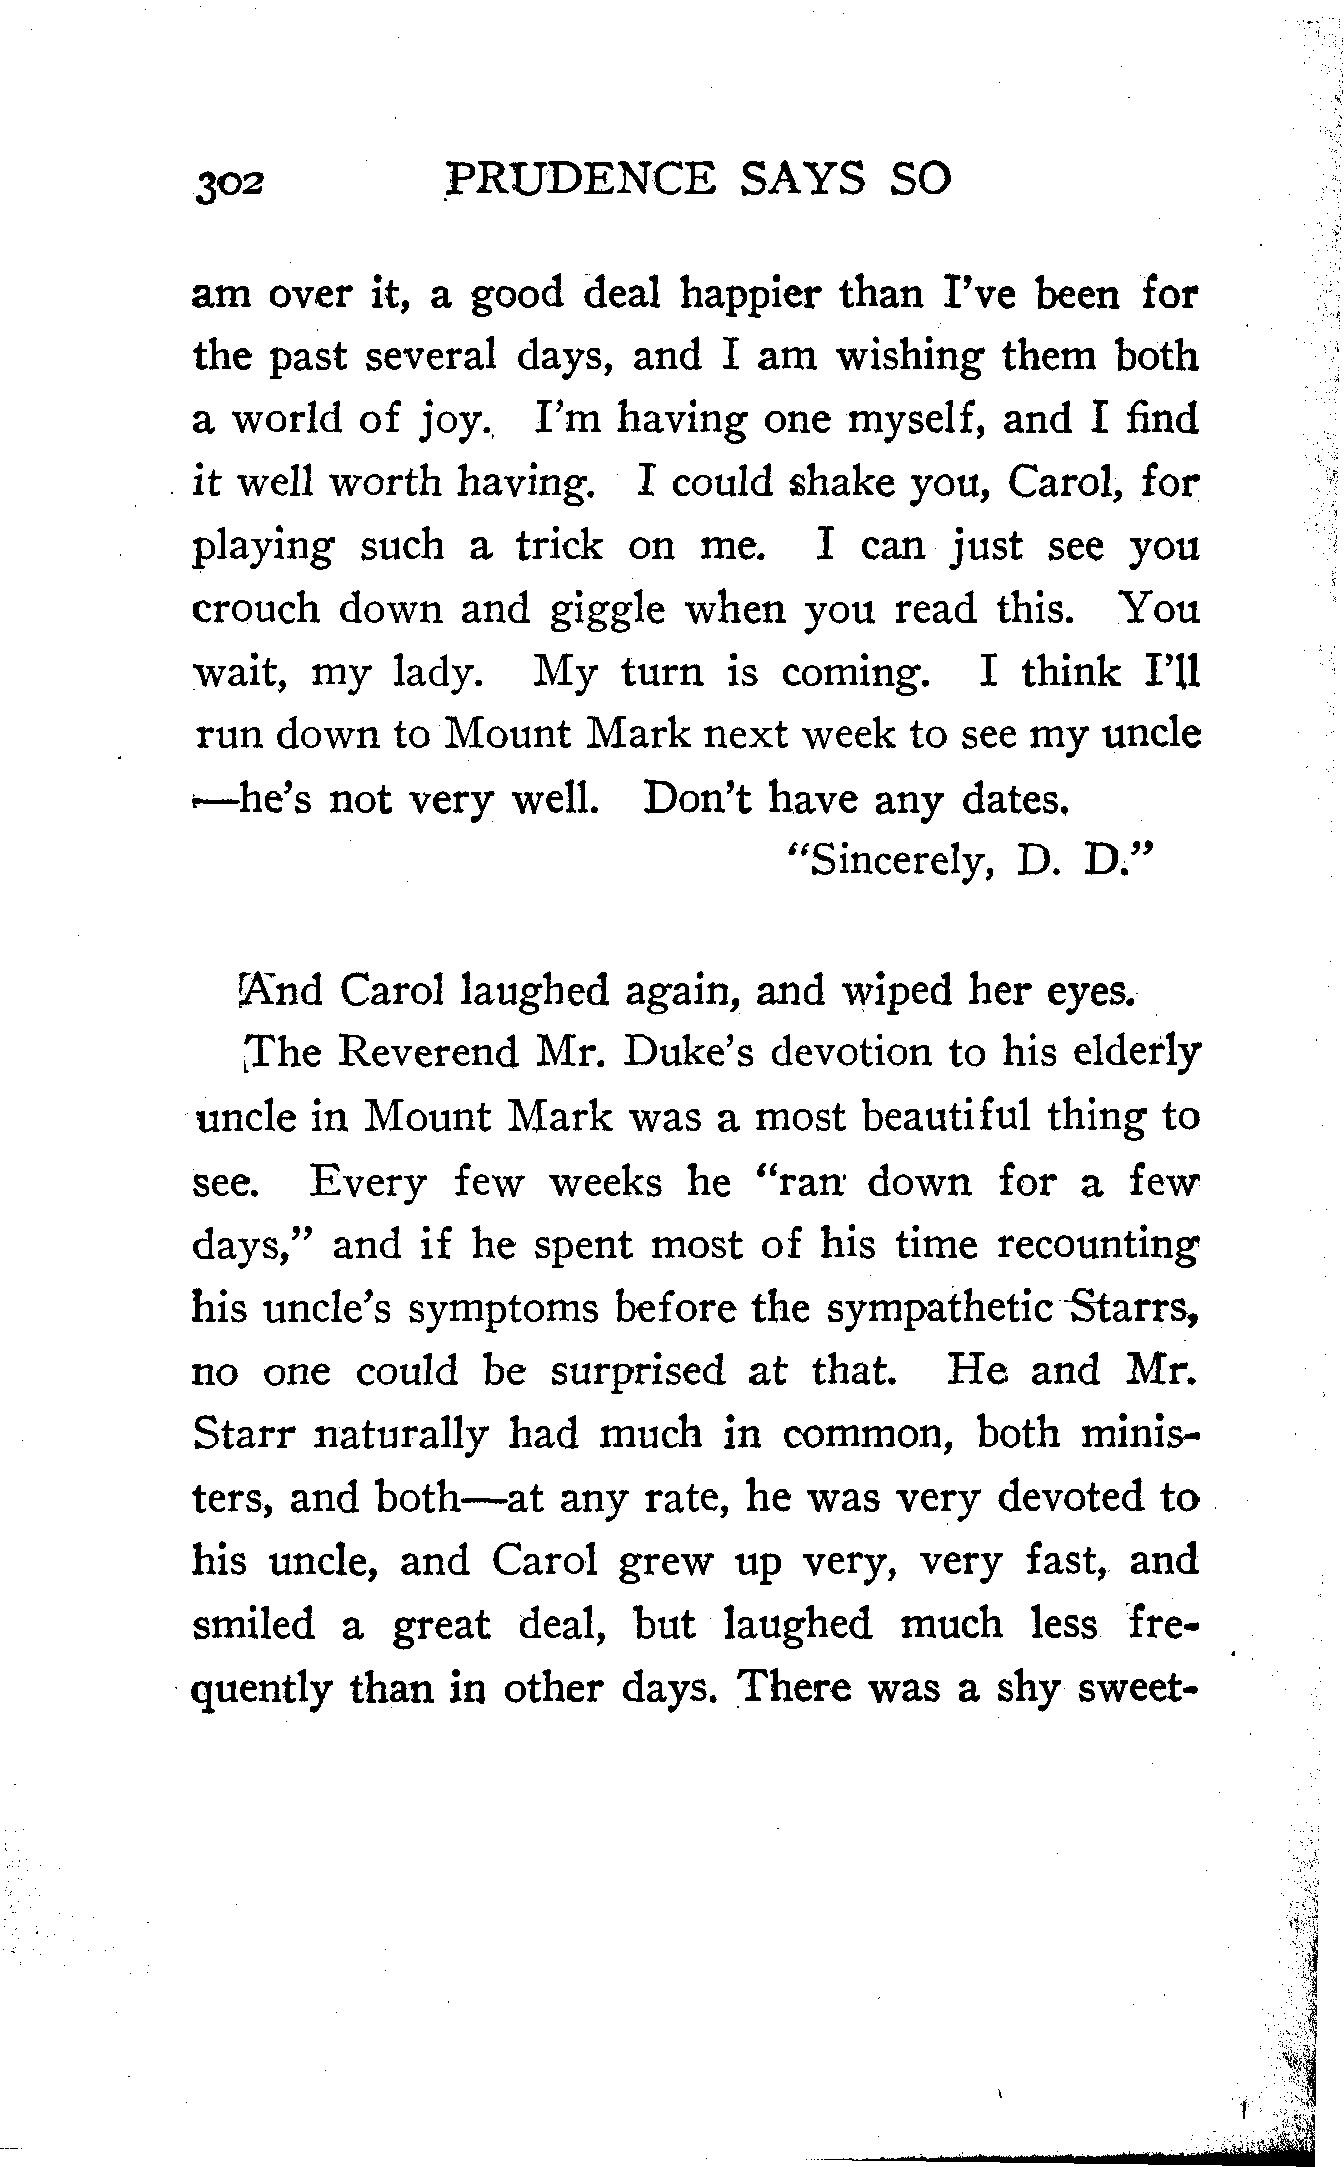 302 PRUDENCE SAYS SO
am over it, a good deal happier than I've been for
the past several days, and I am wishing them both
a world of joy. I'm having one myself, and I find
it well worth having. I could shake you, Carol, for
playing such a trick on me. I can just see you
crouch down and giggle when you read this. You
wait, my lady. My turn is coming. I think I'll
run down to Mount Mark next week to see my uncle
—he's not very well. Don't have any dates.
"Sincerely, D. D."
And Carol laughed again, and wiped her eyes.
The Reverend Mr. Duke's devotion to his elderly
uncle in Mount Mark was a most beautiful thing to
see. Every few weeks he "ran down for a few
days," and if he spent most of his time recounting
his uncle's symptoms before the sympathetic Starrs,
no one could be surprised at that. He and Mr.
Starr naturally had much in common, both minis-
ters, and both—at any rate, he was very devoted to
his uncle, and Carol grew up very, very fast, and
smiled a great deal, but laughed much less fre-
quently than in other days. There was a shy sweet-